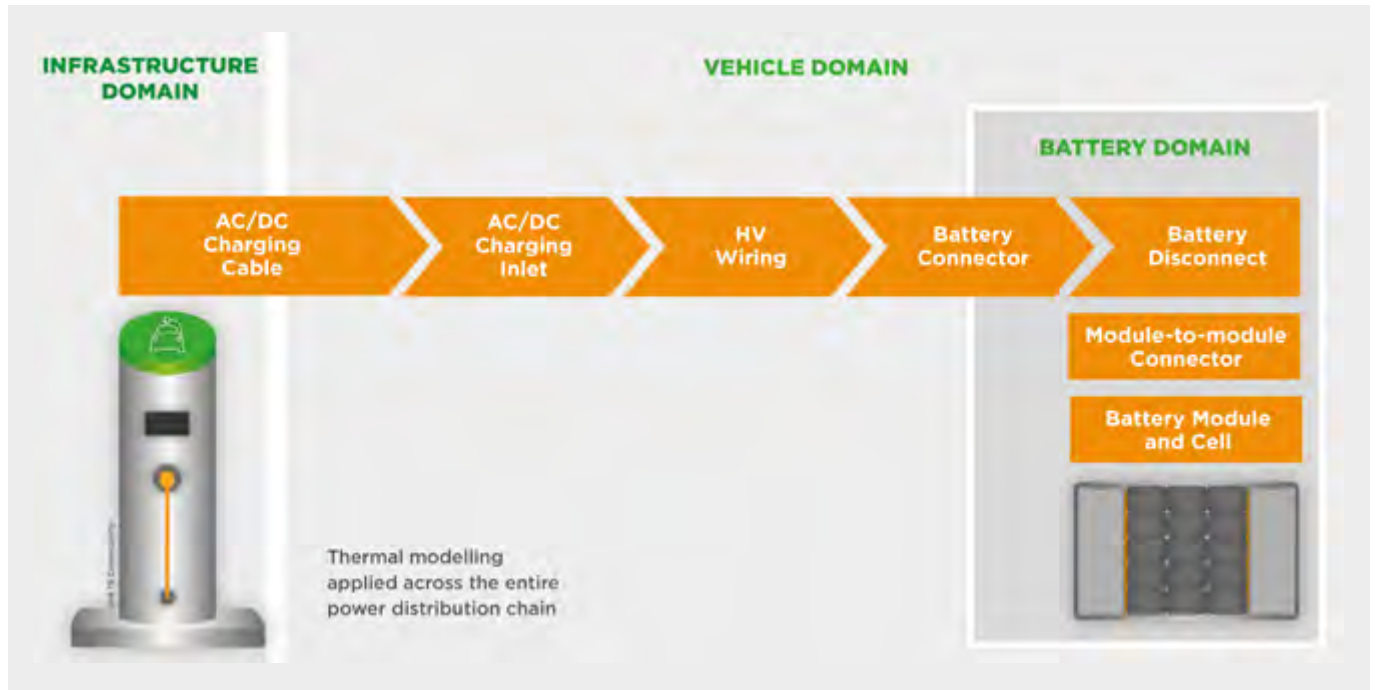 INFRASTRUCTURE
DOMAIN
VEHICLE DOMAIN
BATTERY DOMAIN
AC/DC
Charging
Cable
AC/DC
Charging
Inlet
HV
Wiring
Battery
Connector
Battery
Disconnect
Module-to-module
Connector
Battery Module
and Cell
Thermal modelling
applied across the entire
power distribution chain